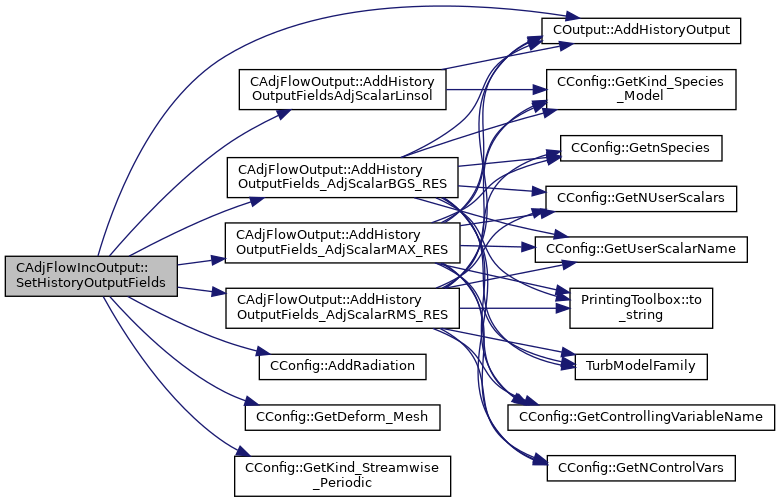 CAdjFlowIncOutput::
SetHistoryOutputFields
CAdjFlowOutput::AddHistory
OutputFieldsAdjScalarLinsol
CAdjFlowOutput::AddHistory
OutputFields_AdjScalarBGS_RES
CAdjFlowOutput::AddHistory
OutputFields_AdjScalarMAX_RES
CAdjFlowOutput::AddHistory
OutputFields_AdjScalarRMS_RES
CConfig::AddRadiation
CConfig::GetDeform_Mesh
CConfig::GetKind_Streamwise
_Periodic
COutput::AddHistoryOutput
CConfig::GetKind_Species
_Model
CConfig::GetnSpecies
CConfig::GetNUserScalars
CConfig::GetUserScalarName
PrintingToolbox::to
_string
TurbModelFamily
CConfig::GetControllingVariableName
CConfig::GetNControlVars